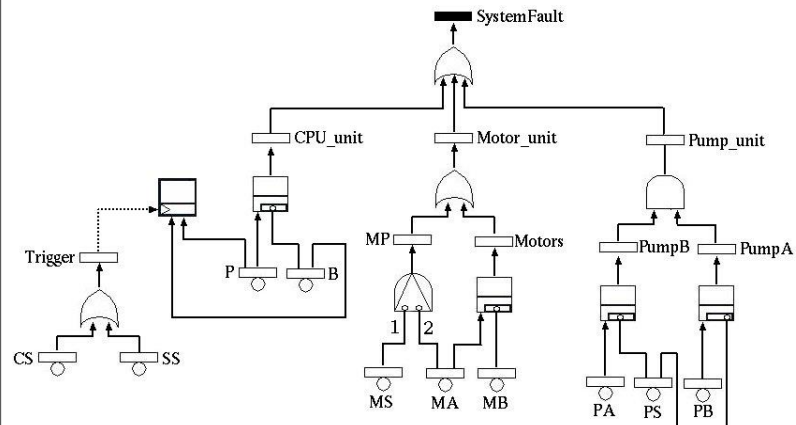 SystemFault
CPU_unit
Motor_unit
Pump_unit
Trigger
P
B
MP
Motors
PumpB
PumpA
1
2
CS
SS
MS
MA
MB
PA
PS
PB